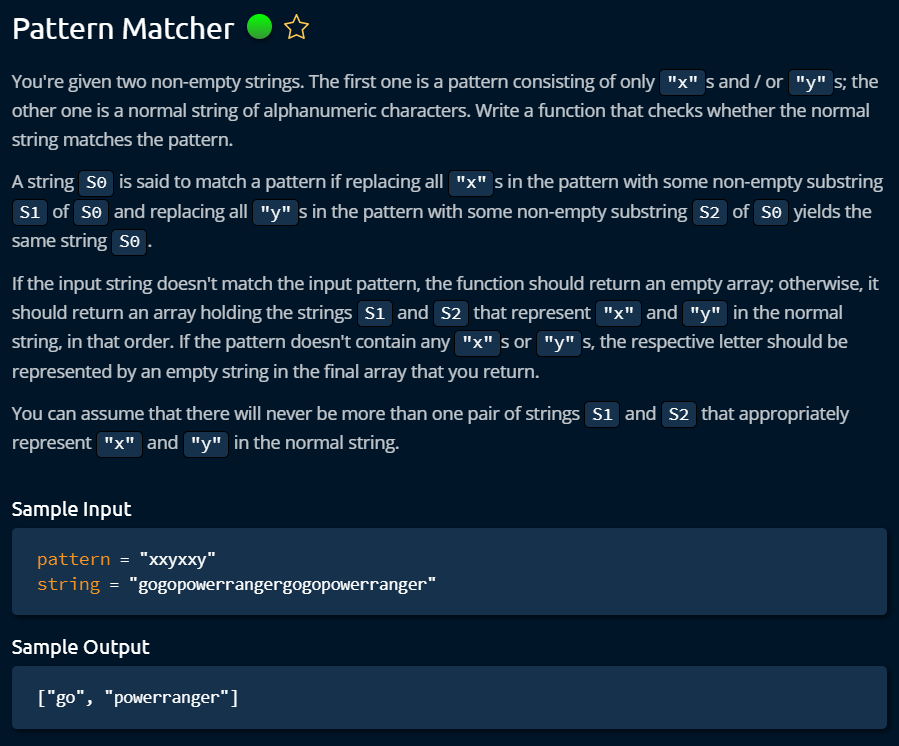 Pattern Matcher
You're given two non-empty strings. The first one is a pattern consisting of only "x"s and / or "y"s; the
other one is a normal string of alphanumeric characters. Write a function that checks whether the normal
string matches the pattern.
A string S0 is said to match a pattern if replacing all "x"s in the pattern with some non-empty substring
S1 of S0 and replacing all "y"s in the pattern with some non-empty substring S2 of S0 yields the
same string S0.
If the input string doesn't match the input pattern, the function should return an empty array; otherwise, it
should return an array holding the strings S1 and S2 that represent "x" and "y" in the normal
string, in that order. If the pattern doesn't contain any "x"s or "y"s, the respective letter should be
represented by an empty string in the final array that you return.
You can assume that there will never be more than one pair of strings S1 and S2 that appropriately
represent "x" and "y" in the normal string.
Sample Input
pattern = "xxyxxy"
string = "gogopowerrangergogopowerranger"
Sample Output
["go", "powerranger"]